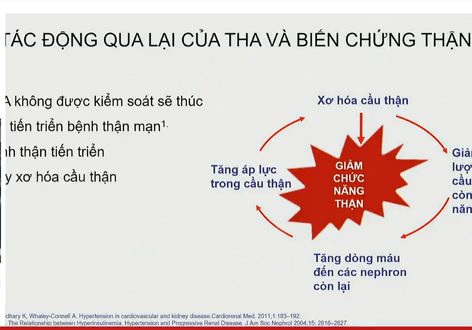 TÁC ĐỘNG QUA LẠI CỦA THA VÀ BIẾN CHỨNG THẬN
A không được kiểm soát sẽ thúc
tiến triển bệnh thận mạn¹.
nh thận tiến triển
y xơ hóa cầu thận
Xơ hóa cầu thận
Giả
lượ
cầu
còn
năn
Tăng dòng máu
đến các nephron
còn lại
Tăng áp lực
trong cầu thận
GIẢM
CHỨC
NĂNG
THẬN
dhary K, Whaley-Connell A. Hypertension in cardiovascular and kidney disease.Cardiorenal Med. 2011;1:183–192.
The Relationship between Hyperinsulinemia, Hypertension and Progressive Renal Disease. J Am Soc Nephrol 2004;15: 2816–2827.